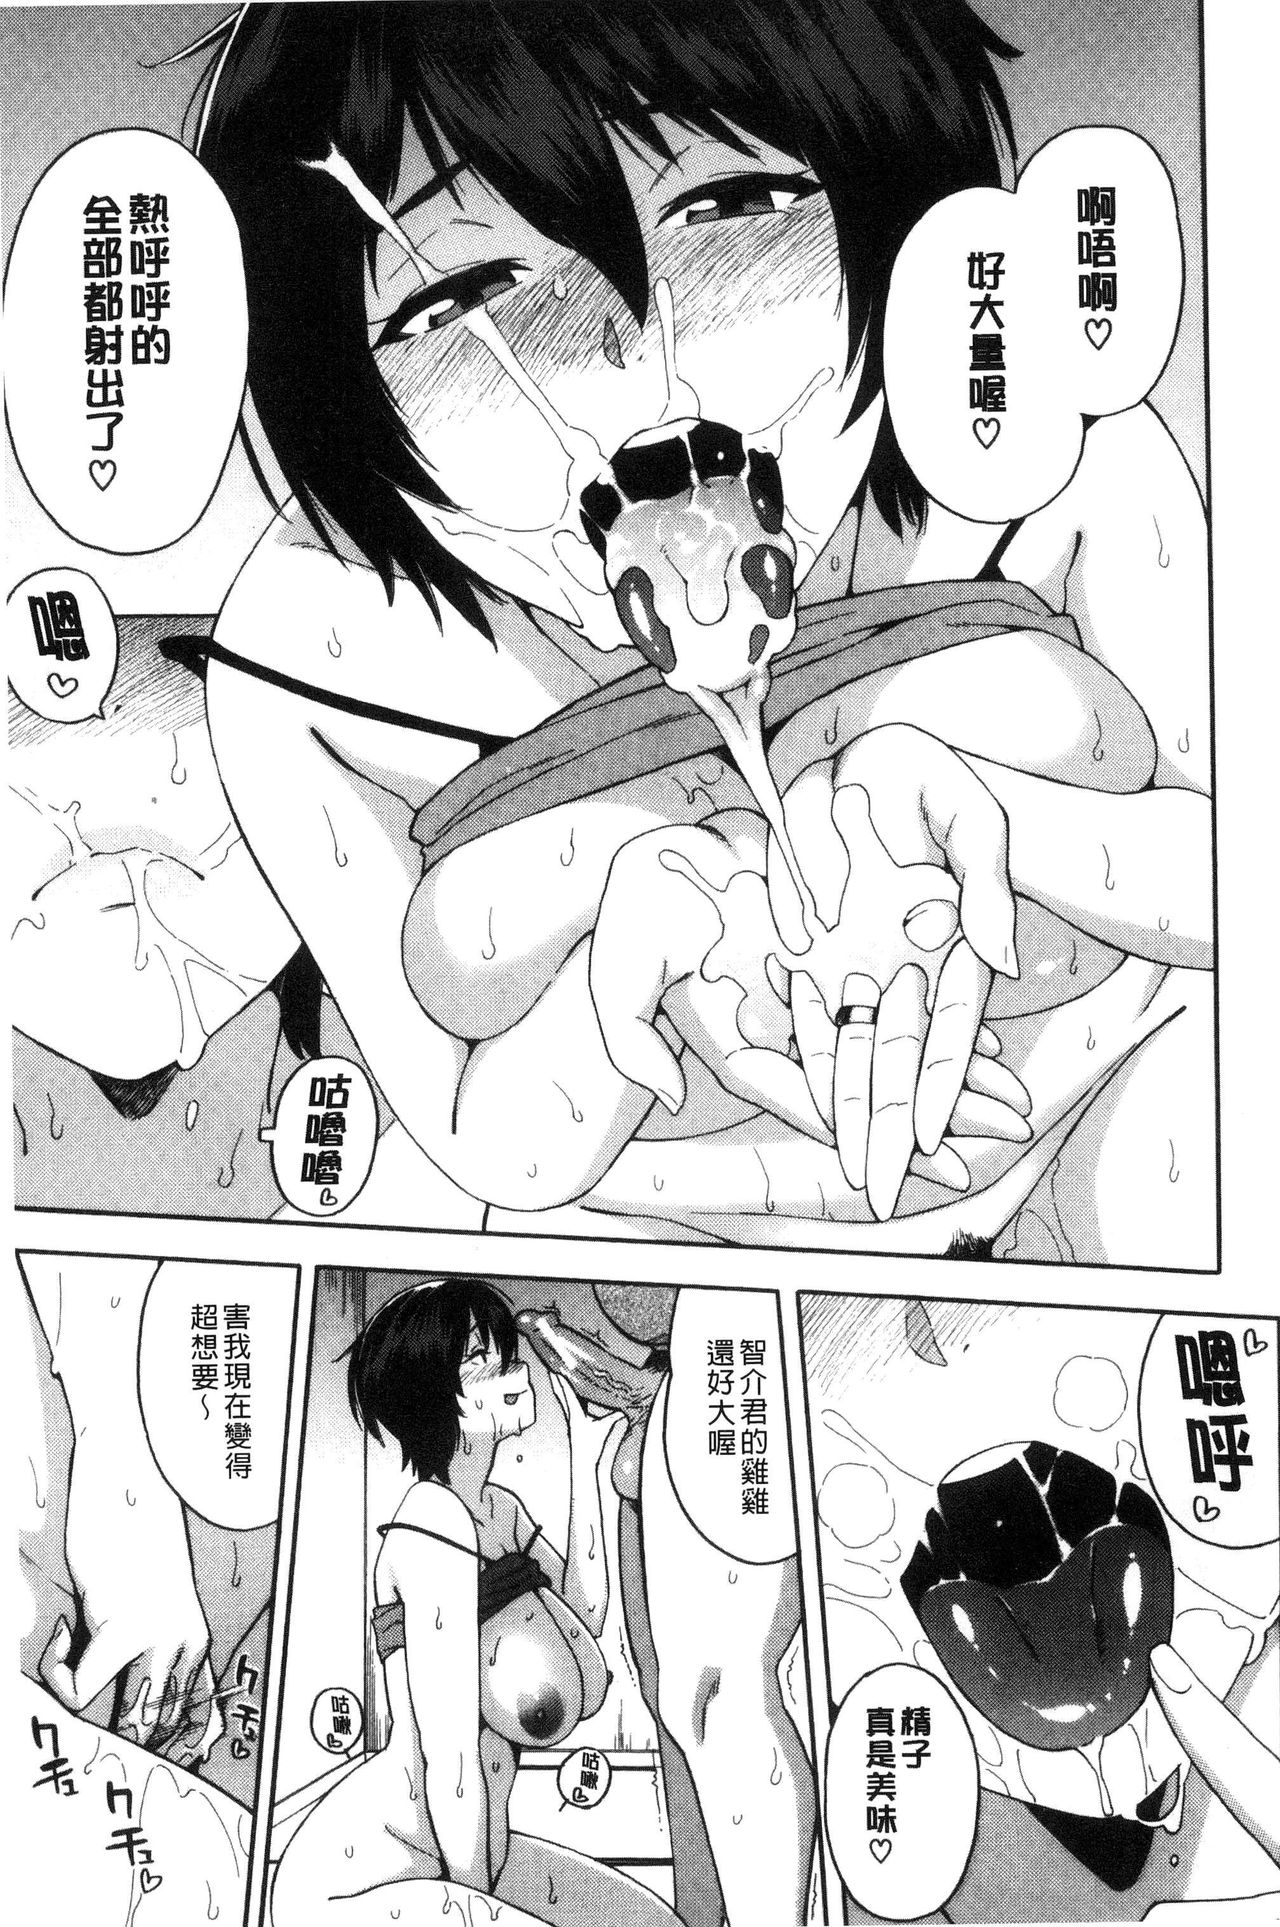 啊唔啊♡
好大量喔♡
熱呼呼的
全部都射出了♡
嗯♡
咕嚕嚕♡
嗯呼♡
精子
真是美味♡
智介君的雞雞
還好大喔
咕嘰♡
咕嘰♡
害我現在變得
超想要～
クチュ♡
クチュ
クチュ♡